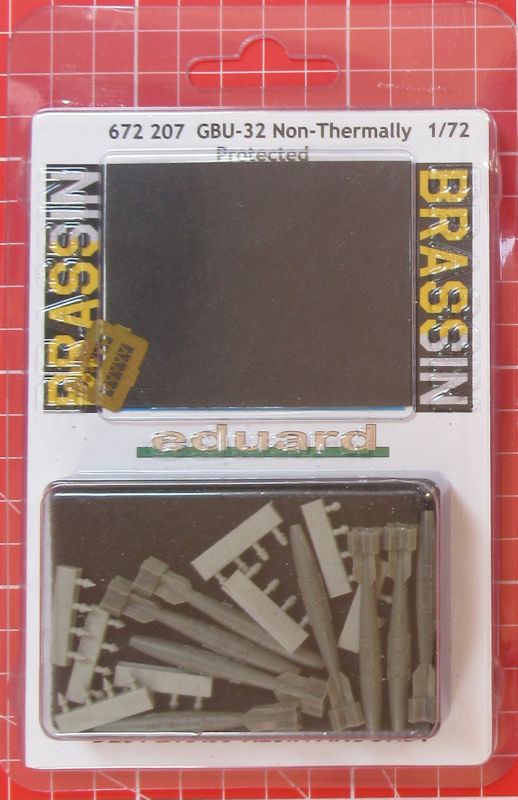 672 207 GBU-32 Non-Thermally 1/72
Protected
BRASSIN
BRASSIN
eduard